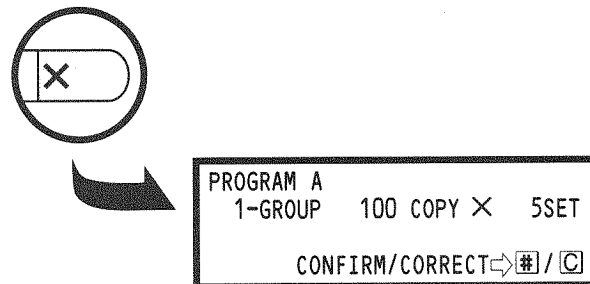 ×
PROGRAM A
1-GROUP 100 COPY × 5SET
CONFIRM/CORRECT⇨#/C